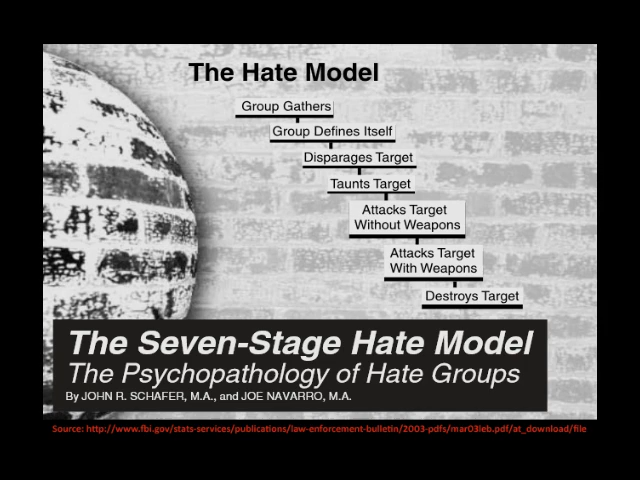 The Hate Model
Group Gathers
Group Defines Itself
Disparages Target
Taunts Target
Attacks Target
Without Weapons
Attacks Target
With Weapons
Destroys Target
The Seven-Stage Hate Model
The Psychopathology of Hate Groups
By JOHN R. SCHAFER, M.A., and JOE NAVARRO, M.A.
Source: http://www.fbi.gov/stats-services/publications/law-enforcement-bulletin/2003-pdfs/mar03leb.pdf/at_download/file